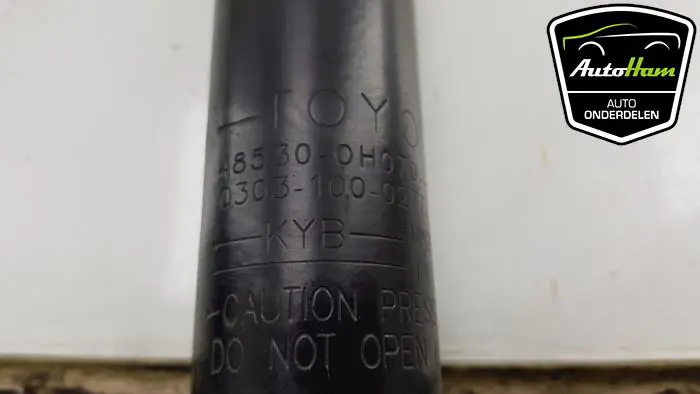 TOYO
48530-0H070
0303-100-02
KYB
CAUTION PRES
DO NOT OPEN
AutoHam
AUTO
ONDERDELEN